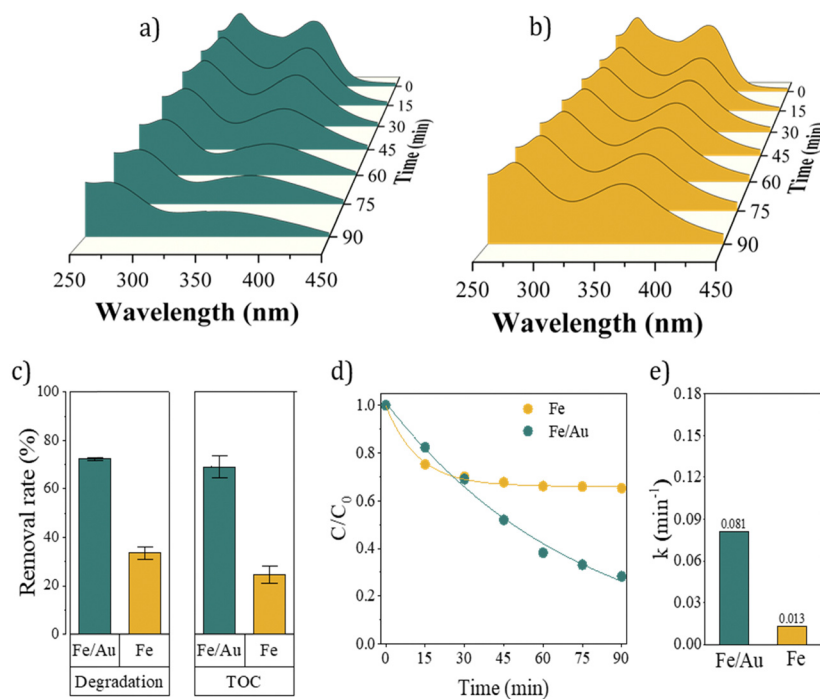 a)
0
15
30
45
60
75
90
Time (min)
250 300 350 400 450
Wavelength (nm)
b)
0
15
30
45
60
75
90
Time (min)
250 300 350 400 450
Wavelength (nm)
c)
100
80
60
40
20
0
Removal rate (%)
Fe/Au Fe Fe/Au Fe
Degradation TOC
d)
1.0
0.8
0.6
0.4
0.2
0.0
C/C0
Fe
Fe/Au
0 15 30 45 60 75 90
Time (min)
e)
0.18
0.15
0.12
0.09
0.06
0.03
0.00
k (min-1)
0.081
0.013
Fe/Au Fe